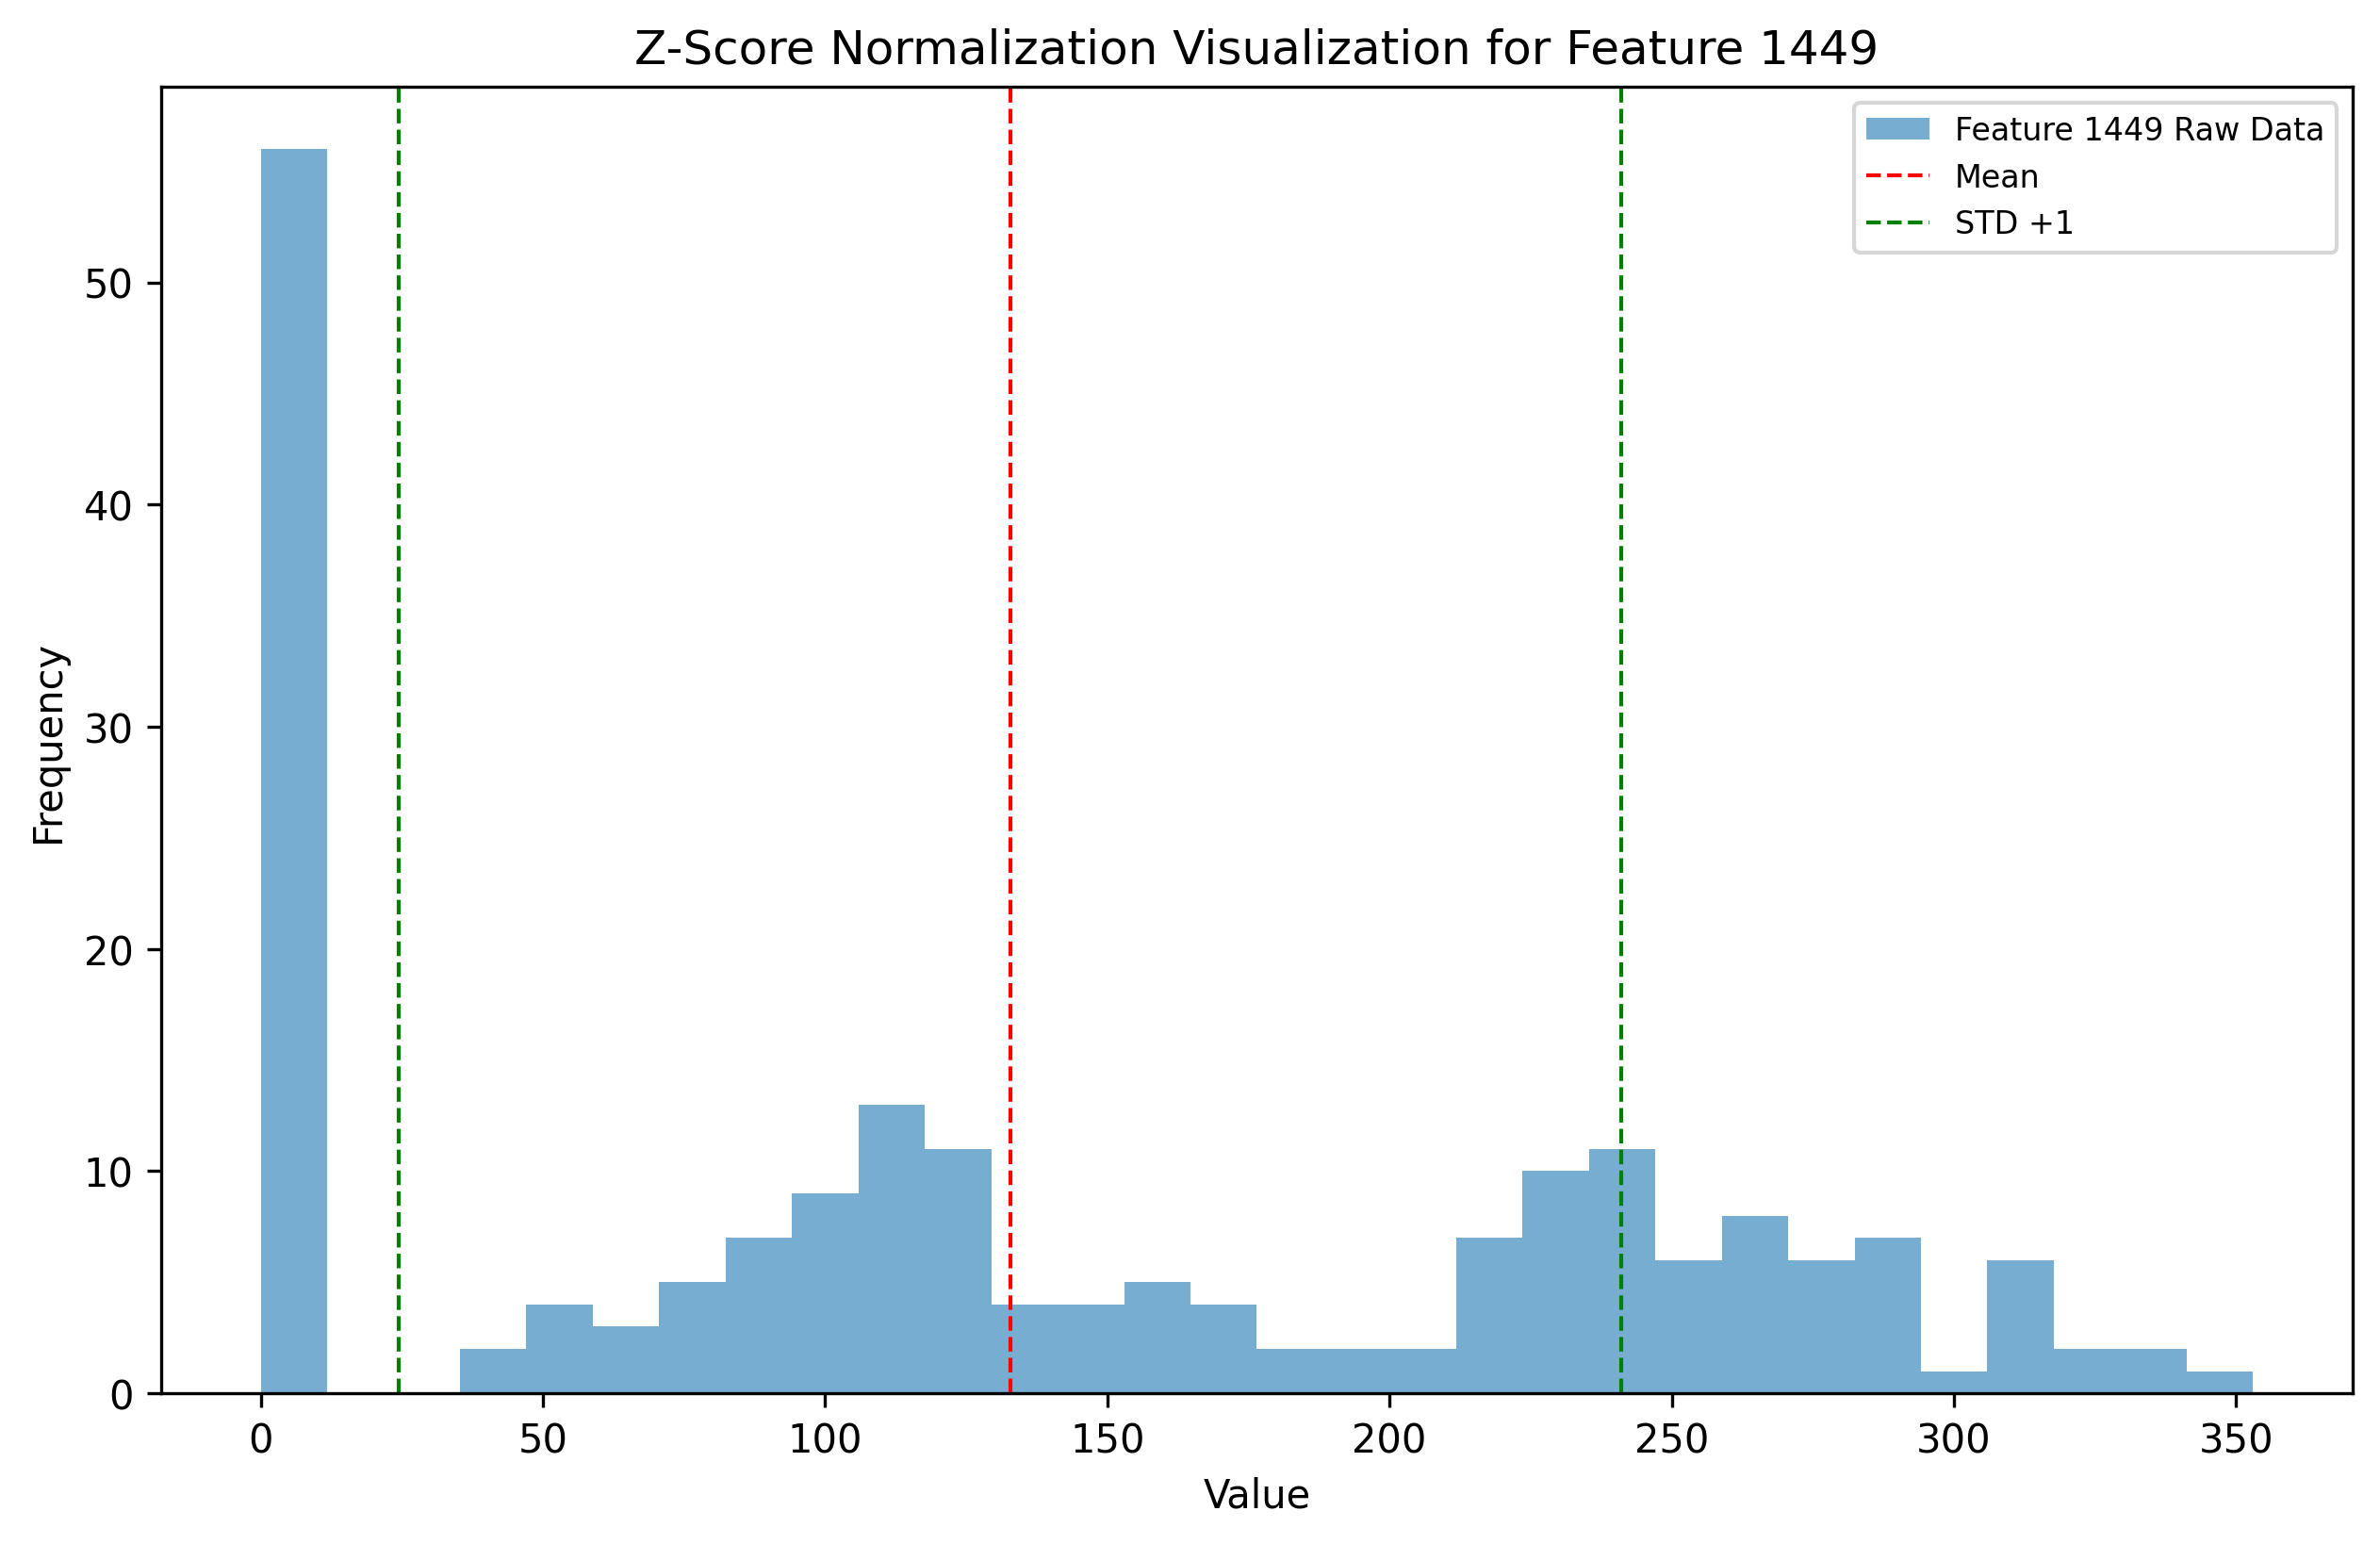 Z-Score Normalization Visualization for Feature 1449
Feature 1449 Raw Data
Mean
STD +1
50
40
30
20
10
0
Frequency
0 50 100 150 200 250 300 350
Value